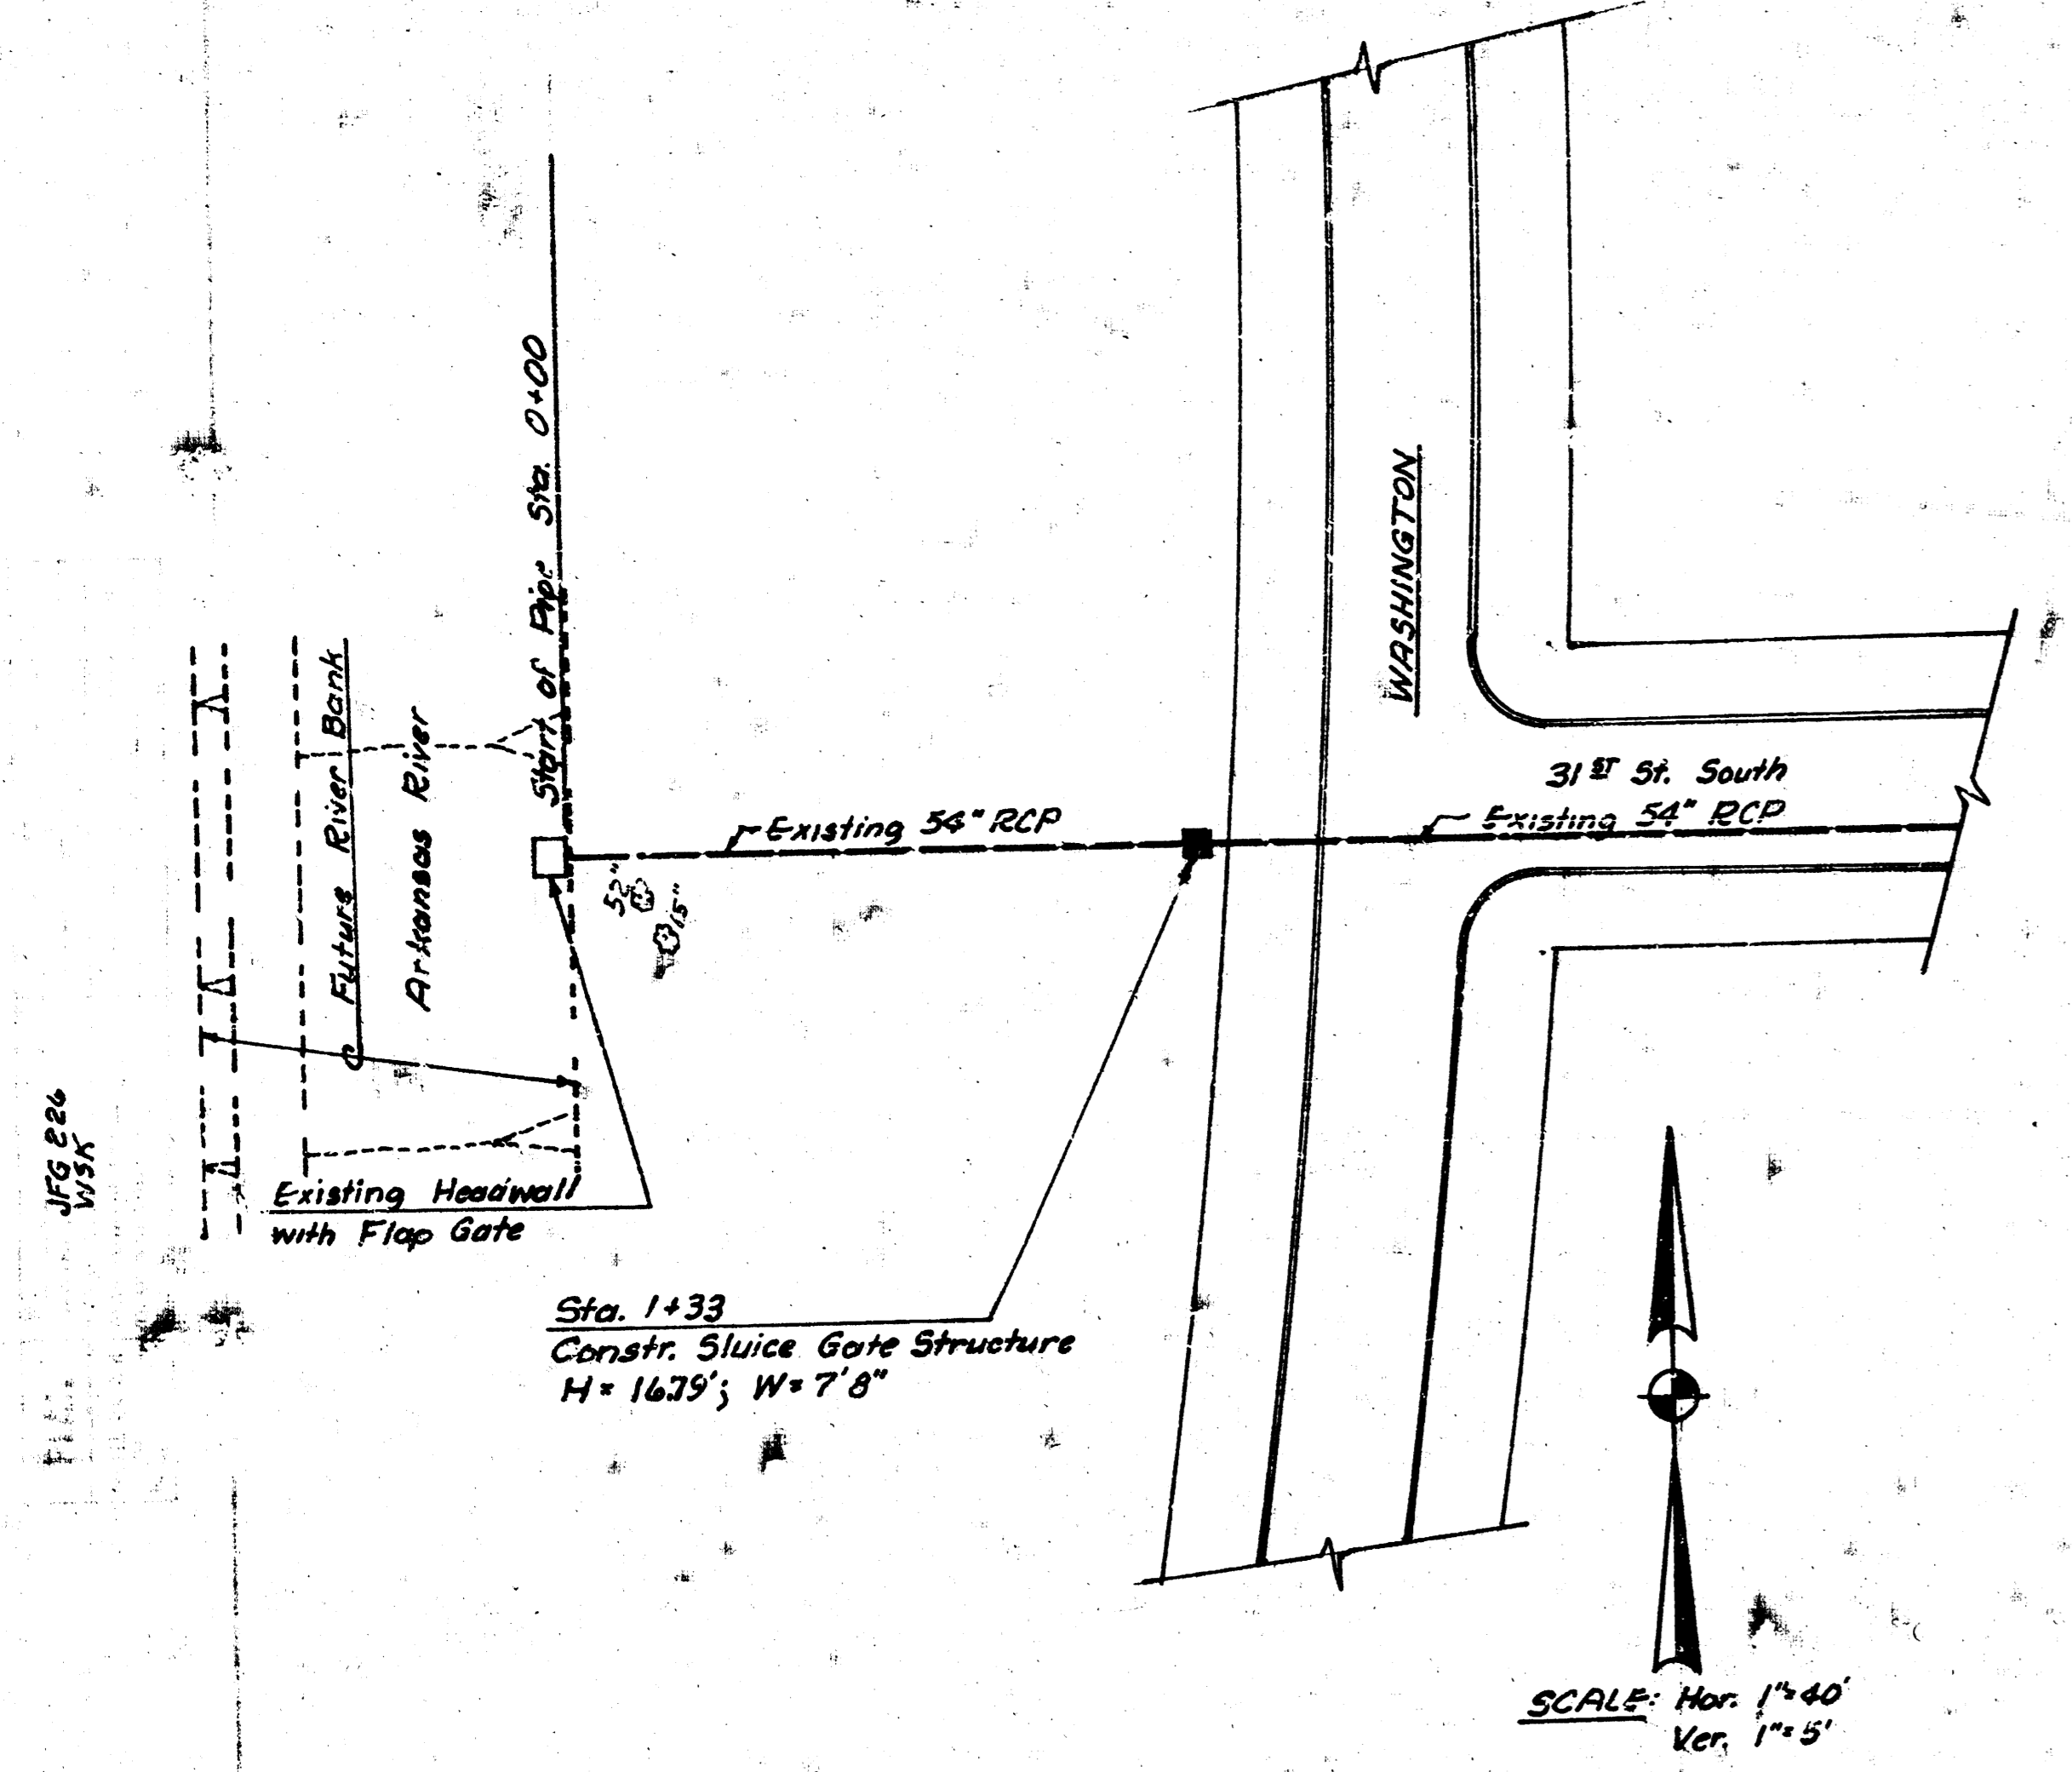 Start of Pipe Sta. 0+00
WASHINGTON
Future River Bank
Arkansas River
31ST St. South
Existing 54" RCP
Existing 54" RCP
52"
15"
JFG 226
WSK
Existing Headwall
with Flap Gate
Sta. 1+33
Constr. Sluice Gate Structure
H = 16.79'; W = 7'8"
SCALE: Hor. 1"=40'
Ver. 1"=5'